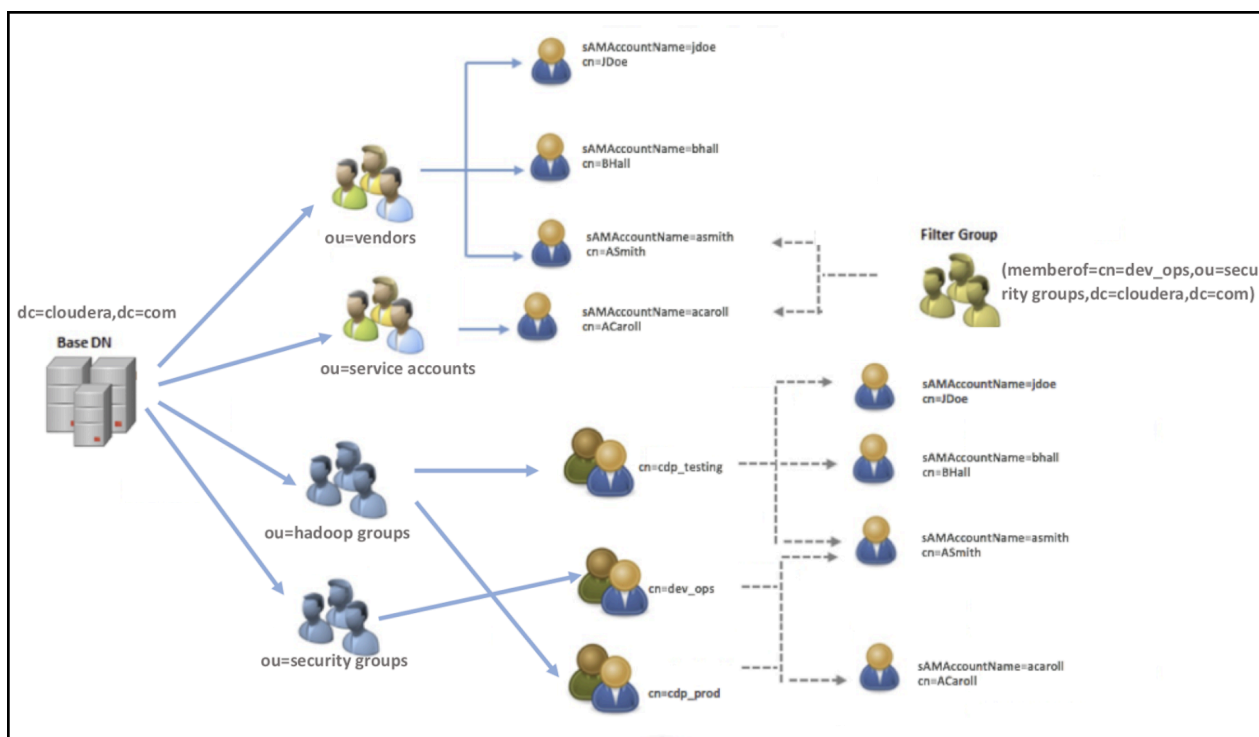 sAMAccountName=jdoe
cn=JDoe
sAMAccountName=bhall
cn=BHall
ou=vendors
sAMAccountName=asmith
cn=ASmith
Filter Group
(memberof=cn=dev_ops,ou=secu
rity groups,dc=cloudera,dc=com)
dc=cloudera,dc=com
Base DN
sAMAccountName=acaroll
cn=ACaroll
ou=service accounts
sAMAccountName=jdoe
cn=JDoe
cn=cdp_testing
sAMAccountName=bhall
cn=BHall
ou=hadoop groups
sAMAccountName=asmith
cn=ASmith
cn=dev_ops
ou=security groups
sAMAccountName=acaroll
cn=ACaroll
cn=cdp_prod